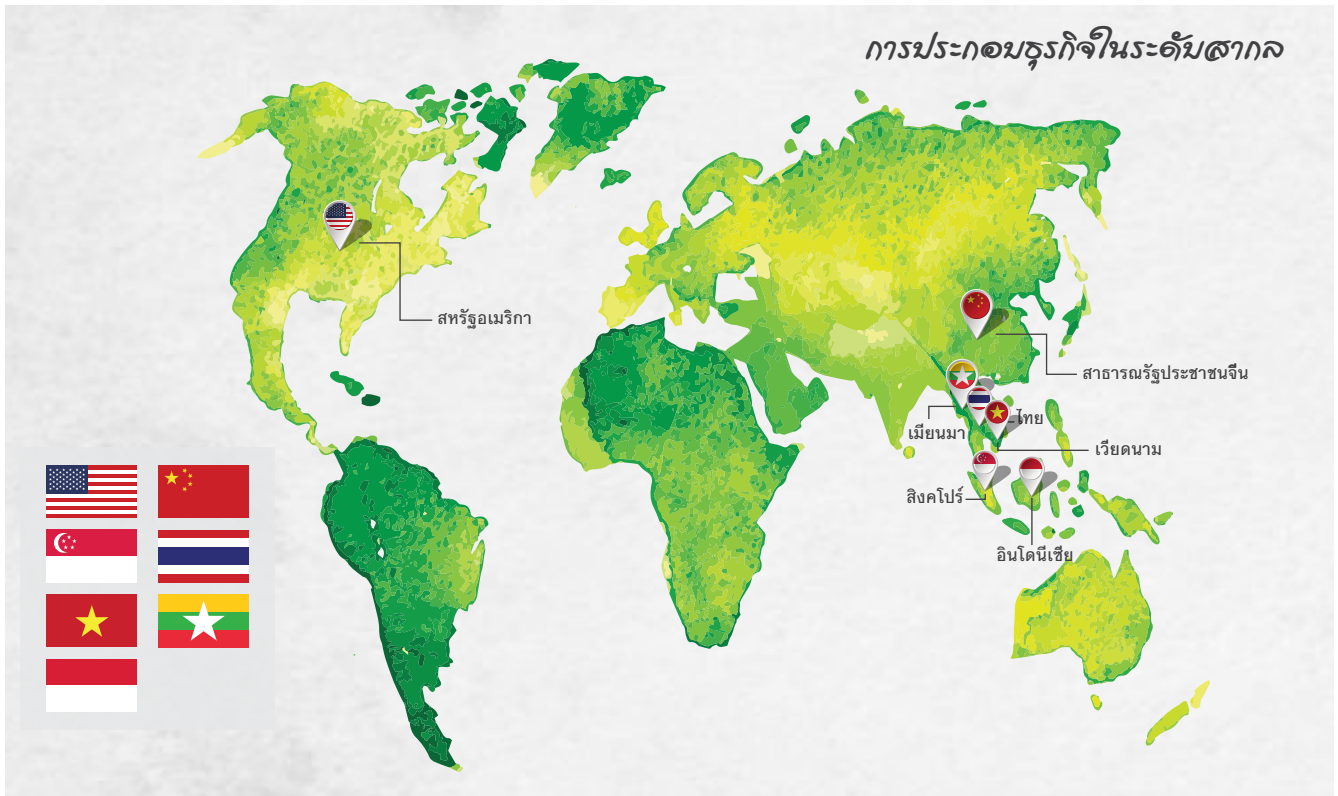 การประกอบธุรกิจในระดับสากล
สหรัฐอเมริกา
สาธารณรัฐประชาชนจีน
ไทย
เมียนมา
เวียดนาม
สิงคโปร์
อินโดนีเซีย